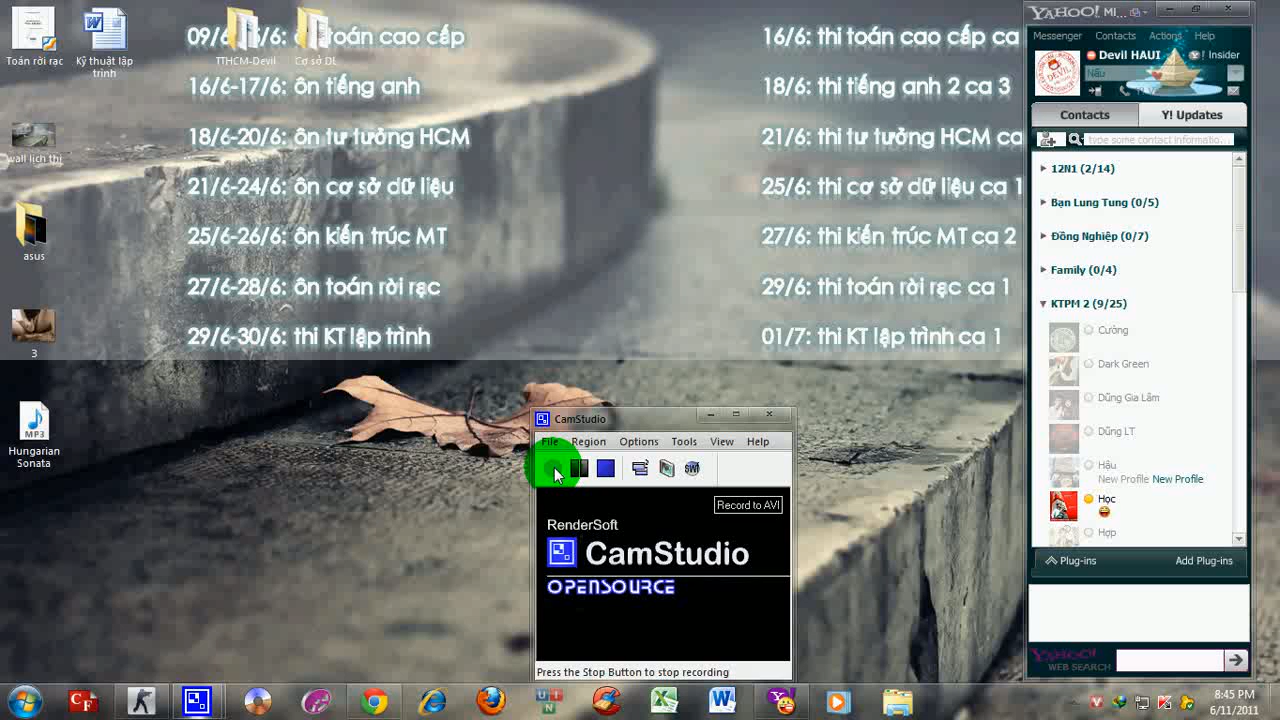 Toán rời rạc
Kỹ thuật lập trình
TTHCM-Devil
Cơ sở DL
wall lich thi
asus
3
Hungarian Sonata
MP3
toán cao cấp
16/6-17/6: ôn tiếng anh
18/6-20/6: ôn tư tưởng HCM
21/6-24/6: ôn cơ sở dữ liệu
25/6-26/6: ôn kiến trúc MT
27/6-28/6: ôn toán rời rạc
29/6-30/6: thi KT lập trình
16/6: thi toán cao cấp ca
18/6: thi tiếng anh 2 ca 3
21/6: thi tư tưởng HCM ca
25/6: thi cơ sở dữ liệu ca 1
27/6: thi kiến trúc MT ca 2
29/6: thi toán rời rạc ca 1
01/7: thi KT lập trình ca 1
CamStudio
File Region Options Tools View Help
Record to AVI
RenderSoft
CamStudio
OPENSOURCE
Press the Stop Button to stop recording
YAHOO!
Messenger Contacts Actions Help
Devil HAUI
Y! Insider
Nấu
Contacts
Y! Updates
type some contact informatio...
12N1 (2/14)
Bạn Lung Tung (0/5)
Đồng Nghiệp (0/7)
Family (0/4)
KTPM 2 (9/25)
Cường
Dark Green
Dũng Gia Lâm
Dũng LT
Hậu
New Profile New Profile
Học
Hợp
Plug-ins
Add Plug-ins
YAHOO!
WEB SEARCH
8:45 PM
6/11/2011